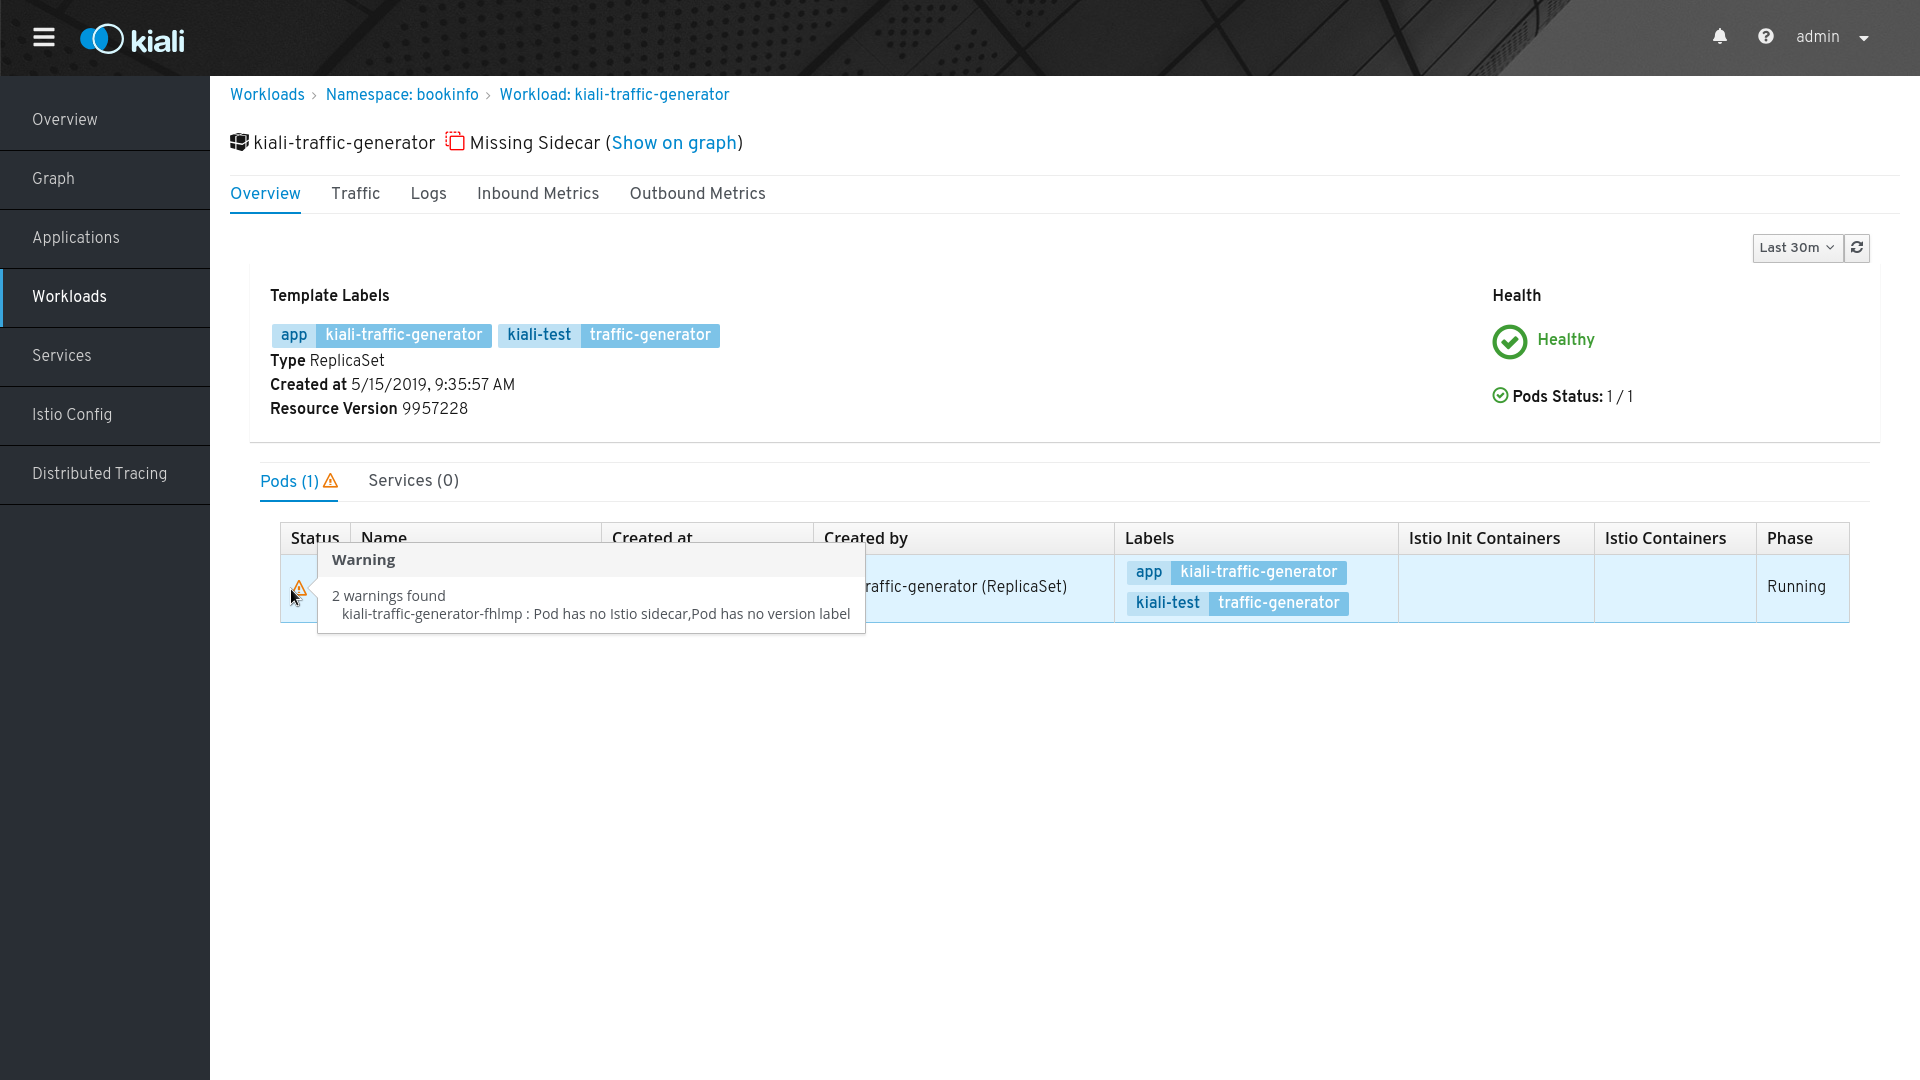 kiali
admin
Overview
Graph
Applications
Workloads
Services
Istio Config
Distributed Tracing
Workloads › Namespace: bookinfo › Workload: kiali-traffic-generator
kiali-traffic-generator Missing Sidecar (Show on graph)
Overview Traffic Logs Inbound Metrics Outbound Metrics
Last 30m
Template Labels
app kiali-traffic-generator kiali-test traffic-generator
Type ReplicaSet
Created at 5/15/2019, 9:35:57 AM
Resource Version 9957228
Health
Healthy
Pods Status: 1 / 1
Pods (1) Services (0)
Status Name Created at Created by Labels Istio Init Containers Istio Containers Phase
raffic-generator (ReplicaSet) app kiali-traffic-generator Running
kiali-test traffic-generator
Warning
2 warnings found
kiali-traffic-generator-fhlmp : Pod has no Istio sidecar,Pod has no version label